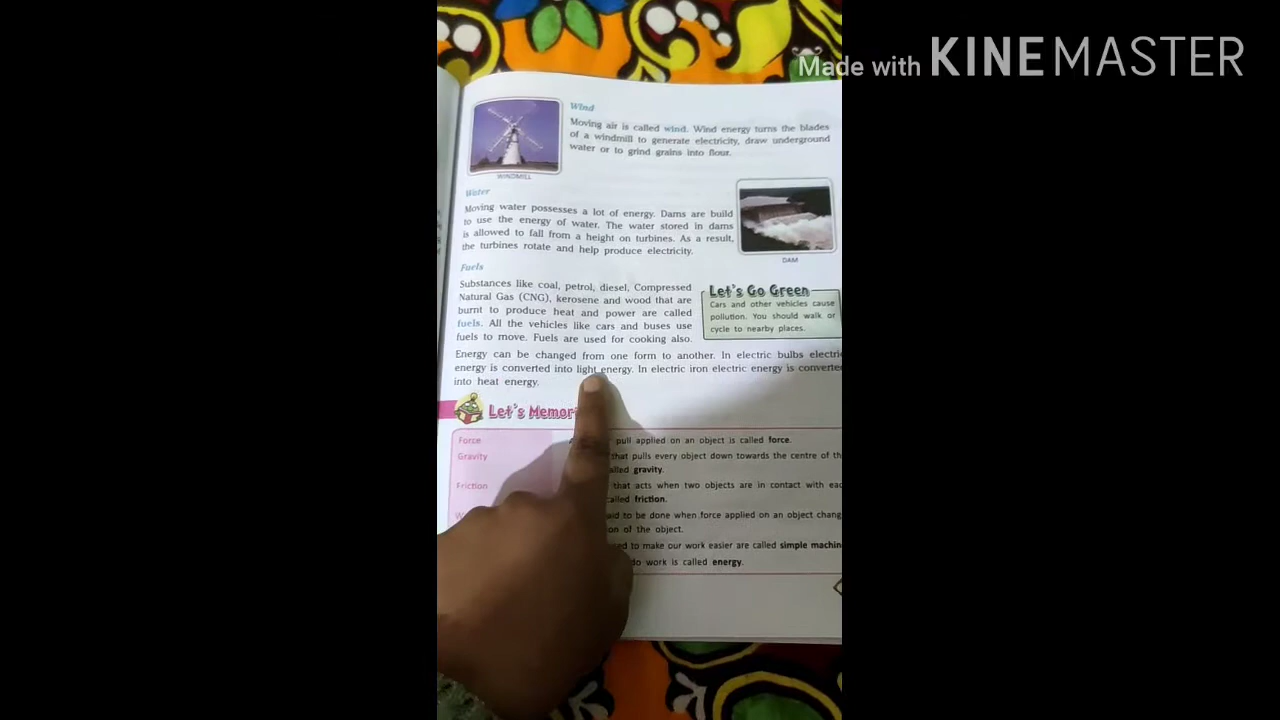 Made with KINEMASTER
Wind
Moving air is called wind. Wind energy turns the blades
of a windmill to generate electricity, draw underground
water or to grind grains into flour.
WINDMILL
Water
Moving water possesses a lot of energy. Dams are build
to use the energy of water. The water stored in dams
is allowed to fall from a height on turbines. As a result,
the turbines rotate and help produce electricity.
DAM
Fuels
Substances like coal, petrol, diesel, Compressed
Natural Gas (CNG), kerosene and wood that are
burnt to produce heat and power are called
fuels. All the vehicles like cars and buses use
fuels to move. Fuels are used for cooking also.
Let's Go Green
Cars and other vehicles cause
pollution. You should walk or
cycle to nearby places.
Energy can be changed from one form to another. In electric bulbs electric
energy is converted into light energy. In electric iron electric energy is converted
into heat energy.
Let's Memor
Force pull applied on an object is called force.
Gravity that pulls every object down towards the centre of th
alled gravity.
Friction that acts when two objects are in contact with eac
called friction.
W aid to be done when force applied on an object chang
on of the object.
ed to make our work easier are called simple machin
do work is called energy.